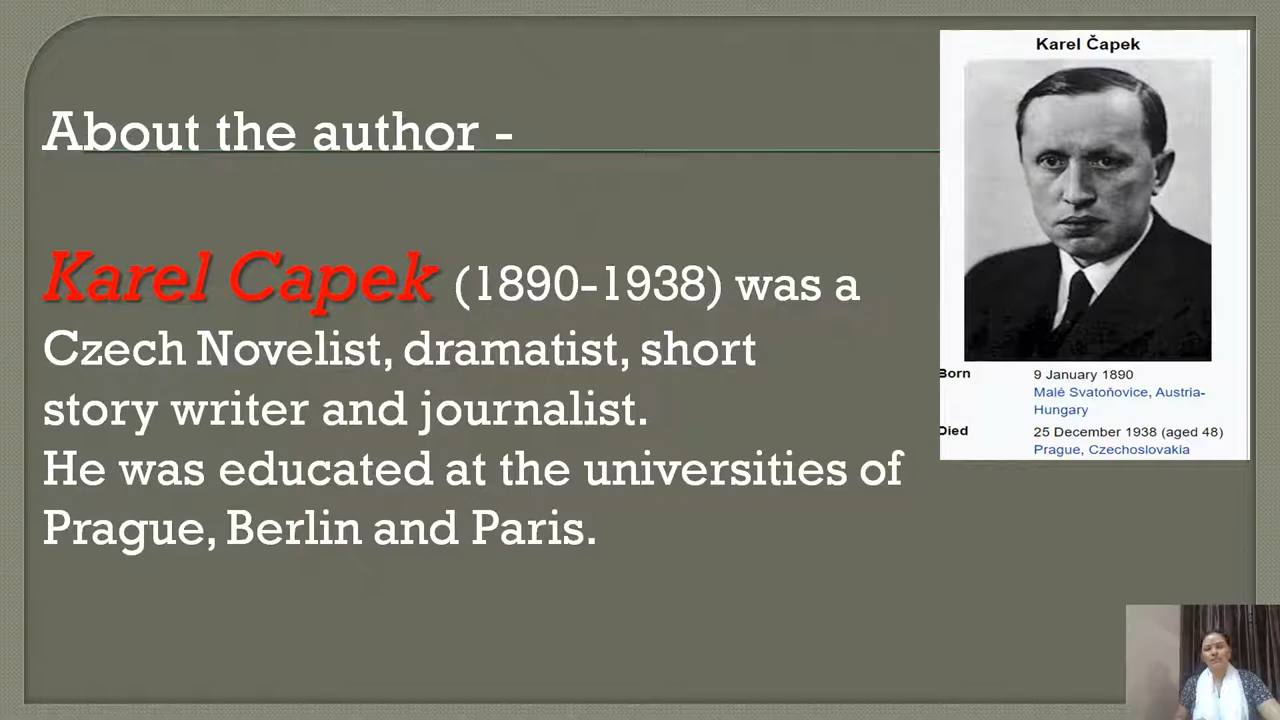 About the author -
Karel Capek (1890-1938) was a
Czech Novelist, dramatist, short
story writer and journalist.
He was educated at the universities of
Prague, Berlin and Paris.
Karel Čapek
Born 9 January 1890
Malé Svatoňovice, Austria-
Hungary
Died 25 December 1938 (aged 48)
Prague, Czechoslovakia